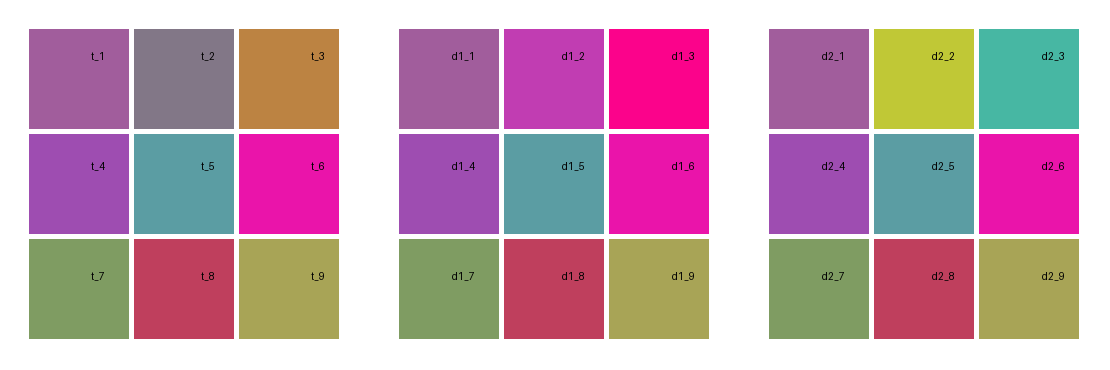 t_1 t_2 t_3 d1_1 d1_2 d1_3 d2_1 d2_2 d2_3
t_4 t_5 t_6 d1_4 d1_5 d1_6 d2_4 d2_5 d2_6
t_7 t_8 t_9 d1_7 d1_8 d1_9 d2_7 d2_8 d2_9